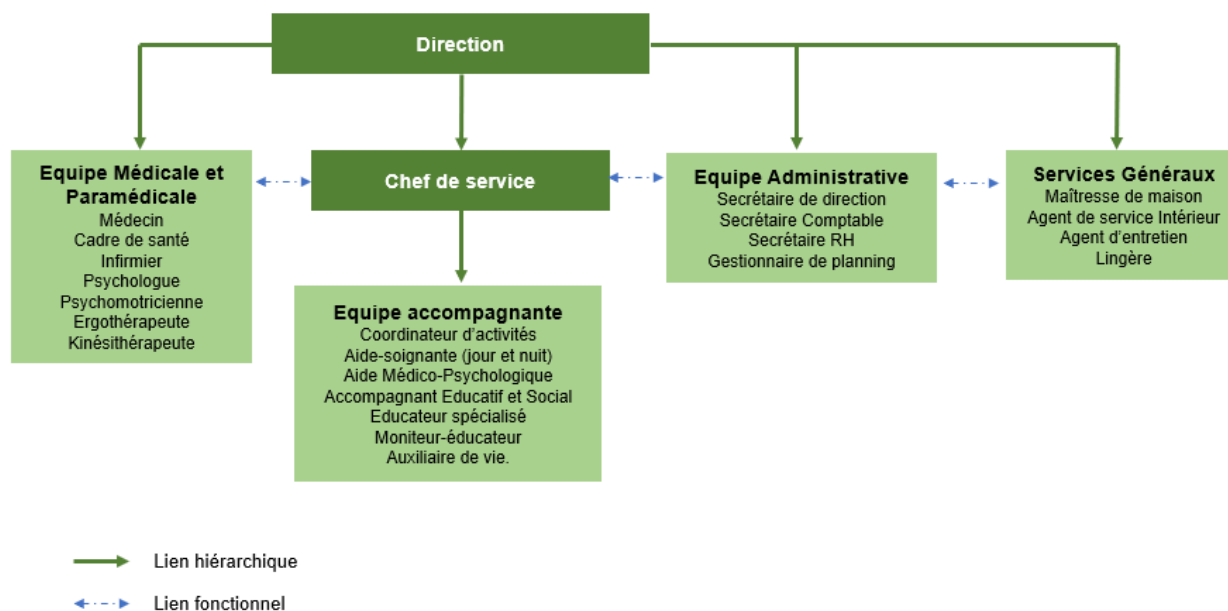 Direction
Equipe Médicale et
Paramédicale
Médecin
Cadre de santé
Infirmier
Psychologue
Psychomotricienne
Ergothérapeute
Kinésithérapeute
Chef de service
Equipe Administrative
Secrétaire de direction
Secrétaire Comptable
Secrétaire RH
Gestionnaire de planning
Services Généraux
Maîtresse de maison
Agent de service Intérieur
Agent d'entretien
Lingère
Equipe accompagnante
Coordinateur d'activités
Aide-soignante (jour et nuit)
Aide Médico-Psychologique
Accompagnant Educatif et Social
Educateur spécialisé
Moniteur-éducateur
Auxiliaire de vie.
Lien hiérarchique
Lien fonctionnel